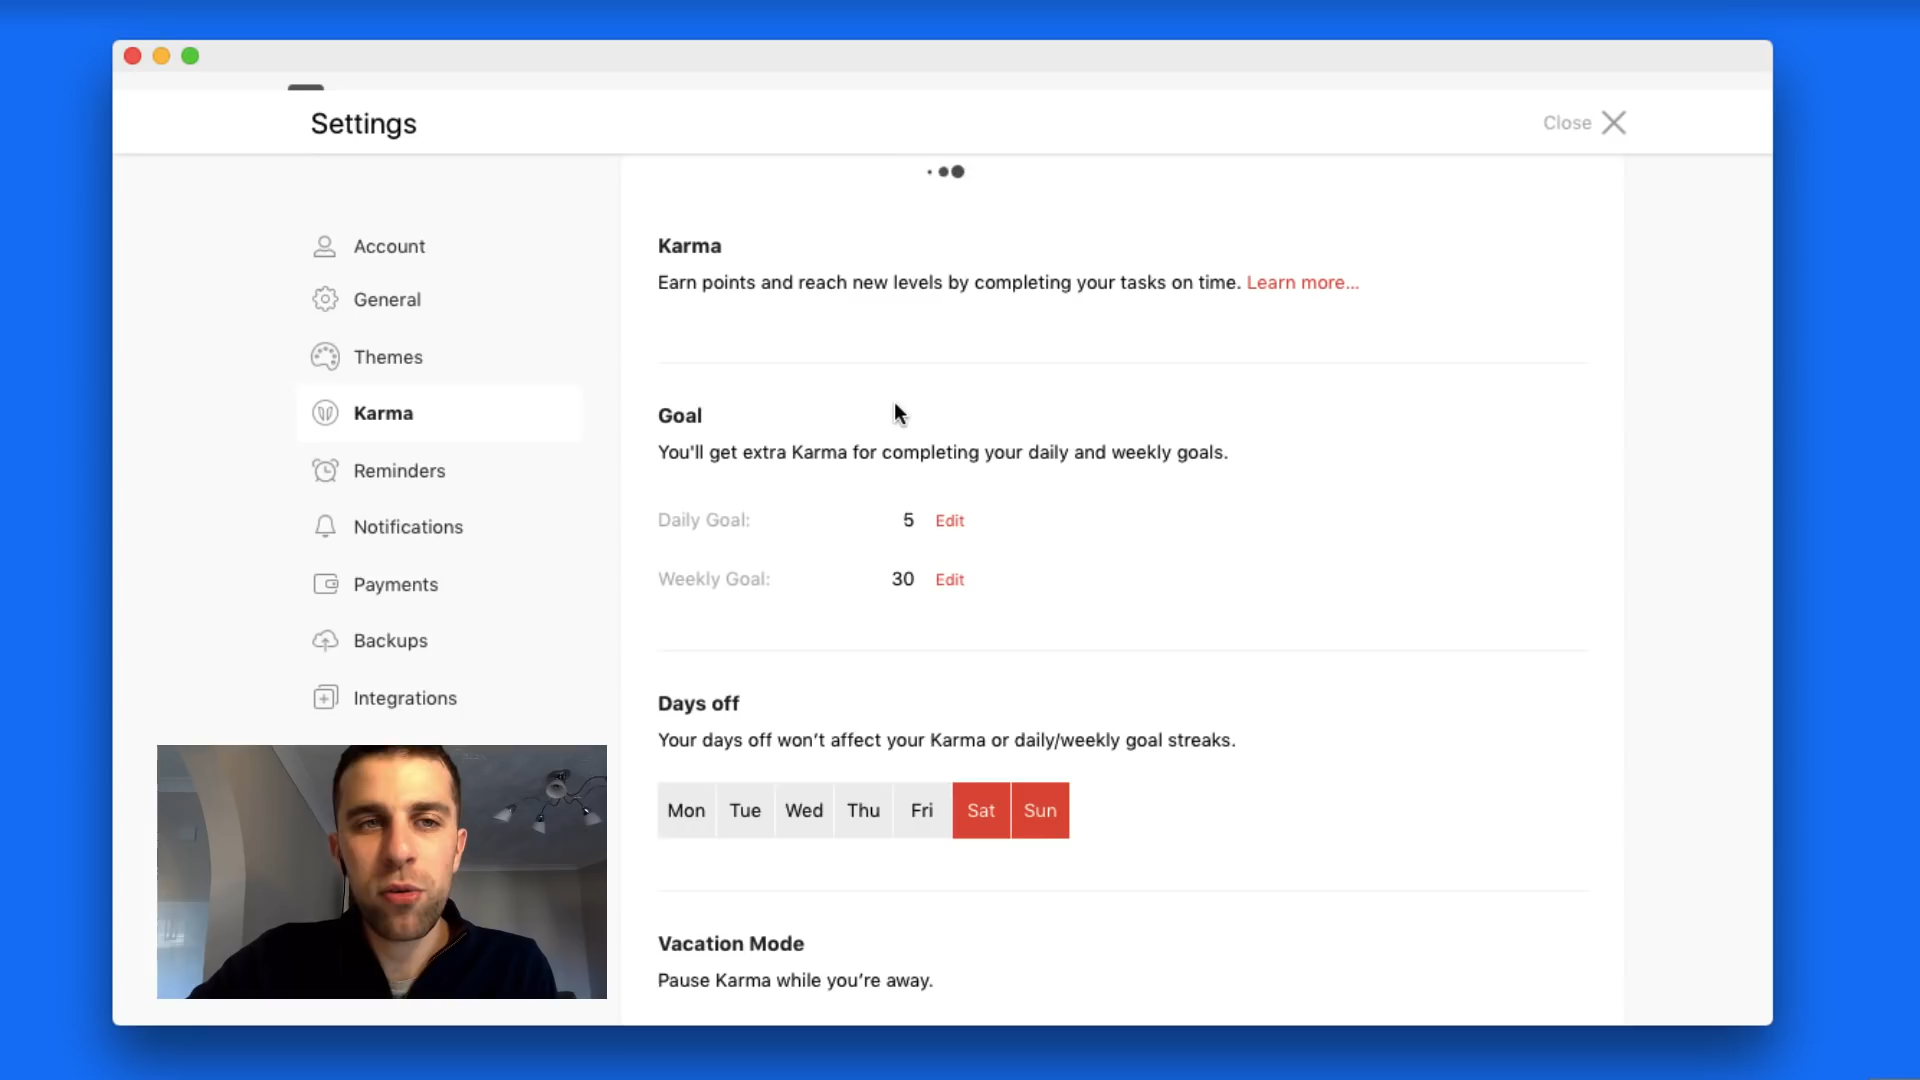 Settings
Close
Account
General
Themes
Karma
Reminders
Notifications
Payments
Backups
Integrations
Karma
Earn points and reach new levels by completing your tasks on time. Learn more...
Goal
You'll get extra Karma for completing your daily and weekly goals.
Daily Goal: 5 Edit
Weekly Goal: 30 Edit
Days off
Your days off won’t affect your Karma or daily/weekly goal streaks.
Mon Tue Wed Thu Fri Sat Sun
Vacation Mode
Pause Karma while you’re away.